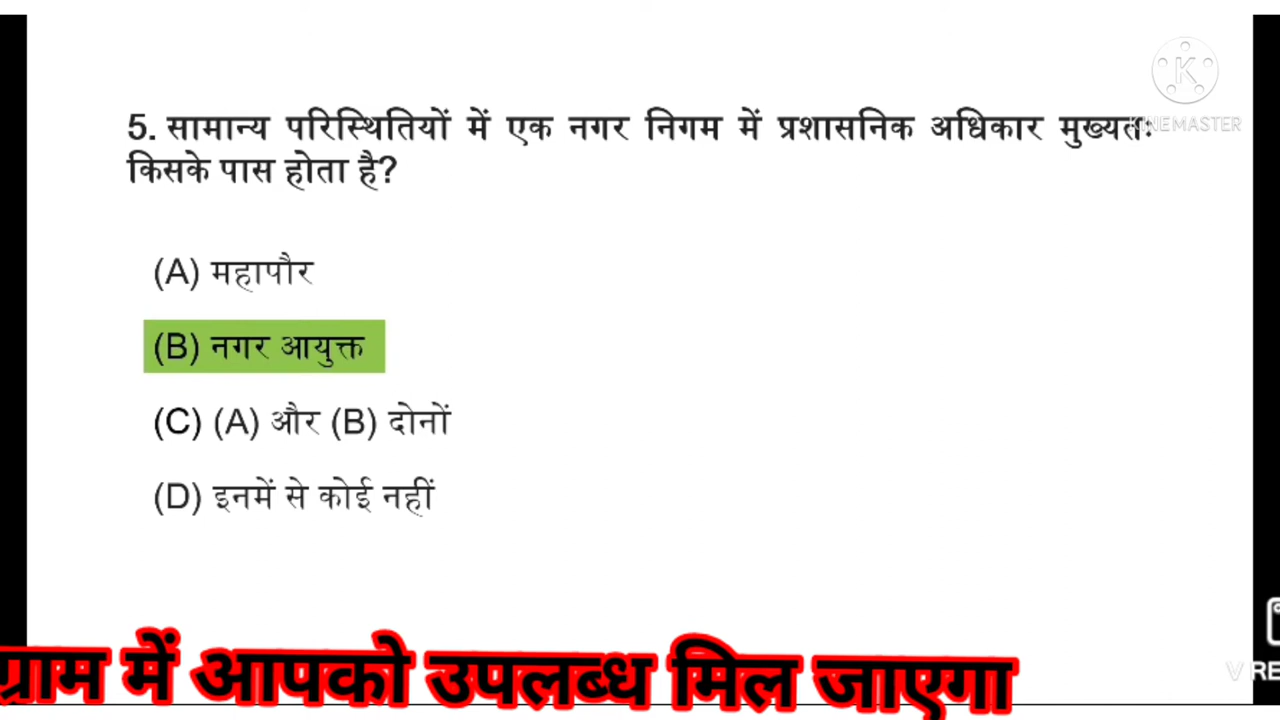 K
KINEMASTER
5. सामान्य परिस्थितियों में एक नगर निगम में प्रशासनिक अधिकार मुख्यतः
किसके पास होता है?
(A) महापौर
(B) नगर आयुक्त
(C) (A) और (B) दोनों
(D) इनमें से कोई नहीं
ग्राम में आपको उपलब्ध मिल जाएगा
V RE